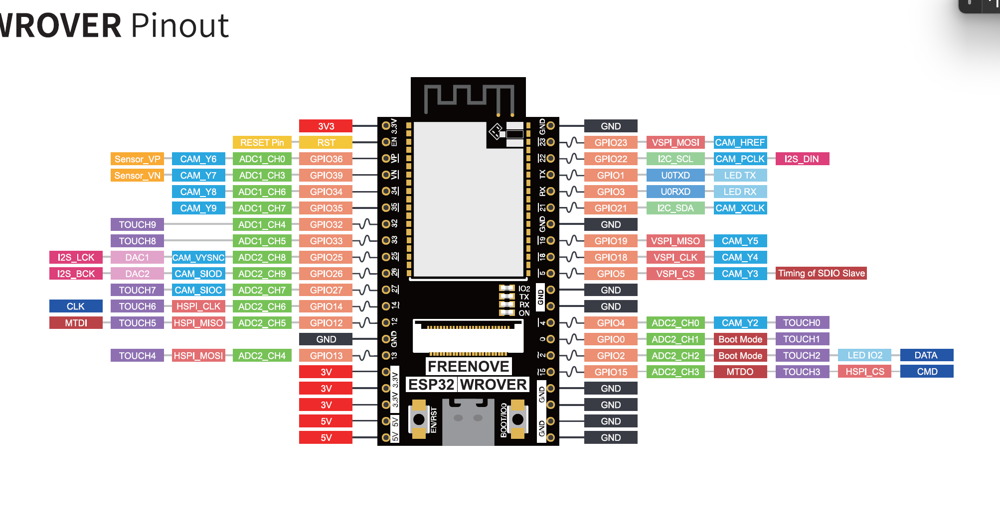 WROVER Pinout
3V3 3.3V GND GND
RESET Pin RST EN 23 GPIO23 VSPI_MOSI CAM_HREF
Sensor_VP CAM_Y6 ADC1_CH0 GPIO36 VP 22 GPIO22 I2C_SCL CAM_PCLK I2S_DIN
Sensor_VN CAM_Y7 ADC1_CH3 GPIO39 VN TX GPIO1 U0TXD LED TX
CAM_Y8 ADC1_CH6 GPIO34 34 RX GPIO3 U0RXD LED RX
CAM_Y9 ADC1_CH7 GPIO35 35 21 GPIO21 I2C_SDA CAM_XCLK
TOUCH9 ADC1_CH4 GPIO32 32 GND GND
TOUCH8 ADC1_CH5 GPIO33 33 19 GPIO19 VSPI_MISO CAM_Y5
I2S_LCK DAC1 CAM_VYSNC ADC2_CH8 GPIO25 25 18 GPIO18 VSPI_CLK CAM_Y4
I2S_BCK DAC2 CAM_SIOD ADC2_CH9 GPIO26 26 5 GPIO5 VSPI_CS CAM_Y3 Timing of SDIO Slave
TOUCH7 CAM_SIOC ADC2_CH7 GPIO27 27 IO2 GND GND
TX
CLK TOUCH6 HSPI_CLK ADC2_CH6 GPIO14 14 RX GND
ON
MTDI TOUCH5 HSPI_MISO ADC2_CH5 GPIO12 12 4 GPIO4 ADC2_CH0 CAM_Y2 TOUCH0
GND GND 0 GPIO0 ADC2_CH1 Boot Mode TOUCH1
TOUCH4 HSPI_MOSI ADC2_CH4 GPIO13 13 2 GPIO2 ADC2_CH2 Boot Mode TOUCH2 LED IO2 DATA
FREENOVE
3V 3.3V 15 GPIO15 ADC2_CH3 MTDO TOUCH3 HSPI_CS CMD
ESP32 WROVER
3V 3.3V GND GND
3V GND
5V 5V EN/RST BOOT/IO0 GND GND
5V 5V GND